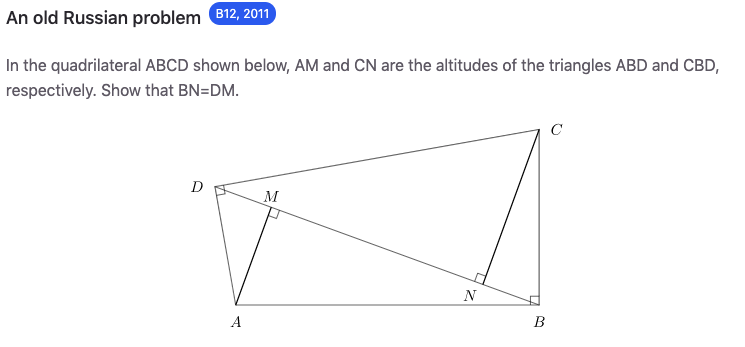 An old Russian problem B12, 2011
In the quadrilateral ABCD shown below, AM and CN are the altitudes of the triangles ABD and CBD,
respectively. Show that BN=DM.
C
D
M
N
A
B